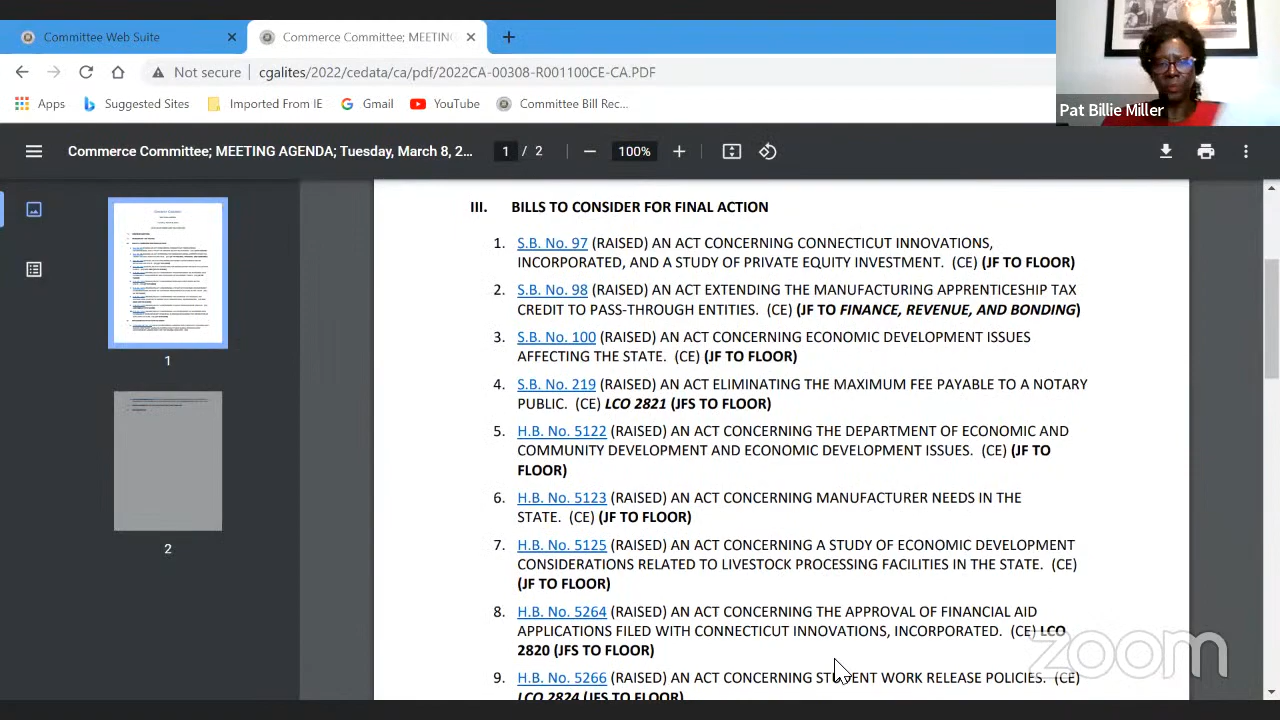 Committee Web Suite
Commerce Committee; MEETING
Not secure
cgalites/2022/cedata/ca/pdf/2022CA-00308-R001100CE-CA.PDF
Pat Billie Miller
Apps
Suggested Sites
Imported From IE
Gmail
YouTube
Committee Bill Rec...
Commerce Committee; MEETING AGENDA; Tuesday, March 8, 2...
1 / 2
100%
III. BILLS TO CONSIDER FOR FINAL ACTION
1. S.B. No. 97 (RAISED) AN ACT CONCERNING CONNECTICUT INNOVATIONS,
INCORPORATED, AND A STUDY OF PRIVATE EQUITY INVESTMENT. (CE) (JF TO FLOOR)
2. S.B. No. 98 (RAISED) AN ACT EXTENDING THE MANUFACTURING APPRENTICESHIP TAX
CREDIT TO PASS-THROUGH ENTITIES. (CE) (JF TO FINANCE, REVENUE, AND BONDING)
3. S.B. No. 100 (RAISED) AN ACT CONCERNING ECONOMIC DEVELOPMENT ISSUES
AFFECTING THE STATE. (CE) (JF TO FLOOR)
4. S.B. No. 219 (RAISED) AN ACT ELIMINATING THE MAXIMUM FEE PAYABLE TO A NOTARY
PUBLIC. (CE) LCO 2821 (JFS TO FLOOR)
5. H.B. No. 5122 (RAISED) AN ACT CONCERNING THE DEPARTMENT OF ECONOMIC AND
COMMUNITY DEVELOPMENT AND ECONOMIC DEVELOPMENT ISSUES. (CE) (JF TO
FLOOR)
6. H.B. No. 5123 (RAISED) AN ACT CONCERNING MANUFACTURER NEEDS IN THE
STATE. (CE) (JF TO FLOOR)
7. H.B. No. 5125 (RAISED) AN ACT CONCERNING A STUDY OF ECONOMIC DEVELOPMENT
CONSIDERATIONS RELATED TO LIVESTOCK PROCESSING FACILITIES IN THE STATE. (CE)
(JF TO FLOOR)
8. H.B. No. 5264 (RAISED) AN ACT CONCERNING THE APPROVAL OF FINANCIAL AID
APPLICATIONS FILED WITH CONNECTICUT INNOVATIONS, INCORPORATED. (CE) LCO
2820 (JFS TO FLOOR)
9. H.B. No. 5266 (RAISED) AN ACT CONCERNING STUDENT WORK RELEASE POLICIES. (CE)
LCO 2824 (JFS TO FLOOR)
1
2
zoom